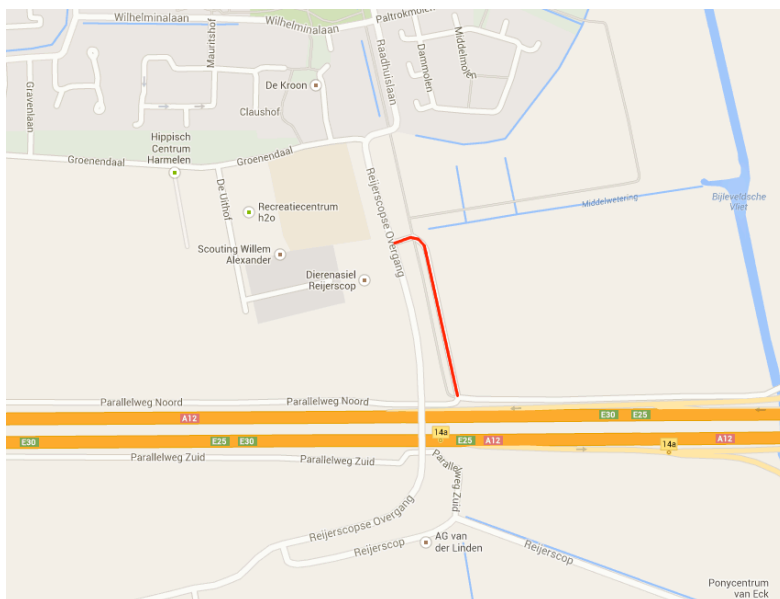 Wilhelminalaan
Wilhelminalaan
Paltrokmolen
Mauritshof
Gravenlaan
Raadhuislaan
Dammolen
Middelmolen
De Kroon
Claushof
Hippisch
Centrum
Harmelen
Groenendaal
Groenendaal
De Uithof
Recreatiecentrum
h2o
Reijerscopse Overgang
Middelwetering
Bijleveldsche
Vliet
Scouting Willem
Alexander
Dierenasiel
Reijerscop
Parallelweg Noord
Parallelweg Noord
A12
E30
E25
E30
E25
E30
14a
E25
A12
A12
14a
Parallelweg Zuid
Parallelweg Zuid
Parallelweg Zuid
Reijerscopse Overgang
Reijerscop
AG van
der Linden
Reijerscop
Ponycentrum
van Eck